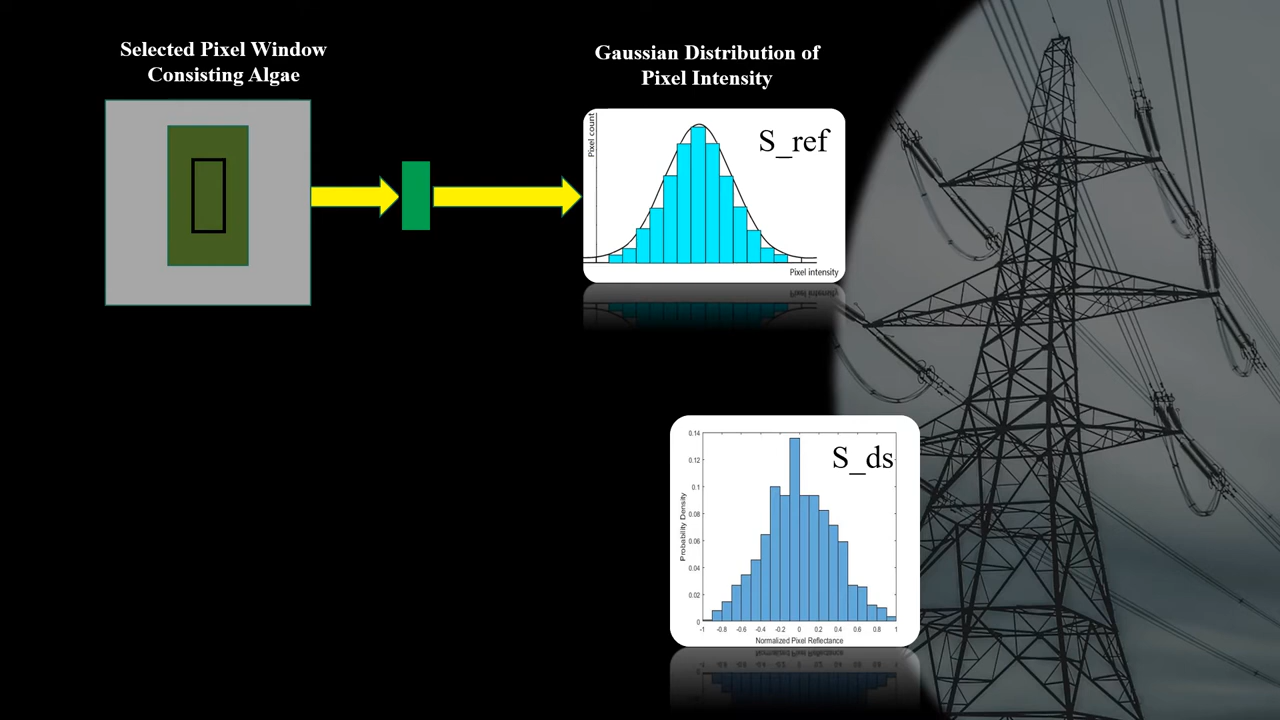 Selected Pixel Window
Consisting Algae
Gaussian Distribution of
Pixel Intensity
Pixel count
S_ref
Pixel intensity
S_ds
Probability Density
0.14
0.12
0.1
0.08
0.06
0.04
0.02
0
-1 -0.8 -0.6 -0.4 -0.2 0 0.2 0.4 0.6 0.8 1
Normalized Pixel Reflectance